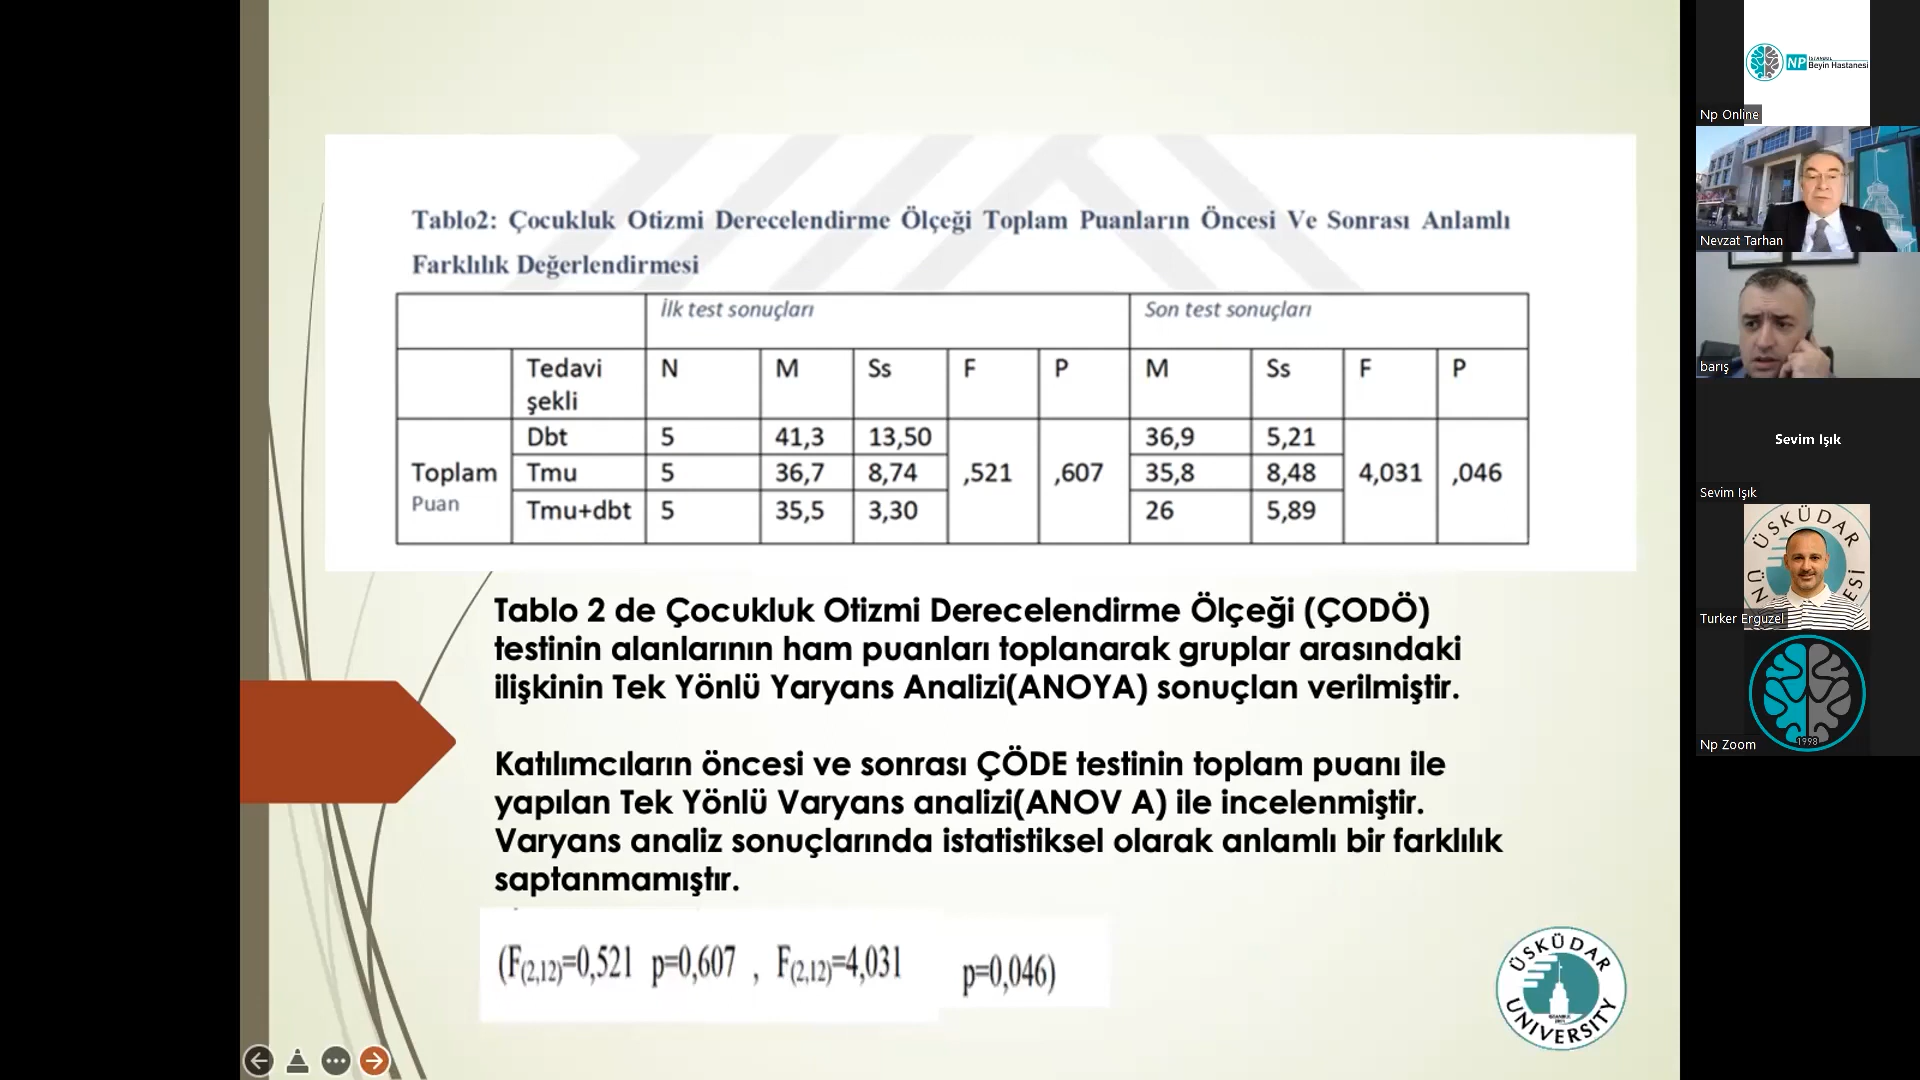 Tablo2: Çocukluk Otizmi Derecelendirme Ölçeği Toplam Puanların Öncesi Ve Sonrası Anlamlı
Farklılık Değerlendirmesi
İlk test sonuçları Son test sonuçları
Tedavi şekli N M Ss F P M Ss F P
Toplam Puan
Dbt 5 41,3 13,50 36,9 5,21
Tmu 5 36,7 8,74 ,521 ,607 35,8 8,48 4,031 ,046
Tmu+dbt 5 35,5 3,30 26 5,89
Tablo 2 de Çocukluk Otizmi Derecelendirme Ölçeği (ÇODÖ)
testinin alanlarının ham puanları toplanarak gruplar arasındaki
ilişkinin Tek Yönlü Yaryans Analizi(ANOYA) sonuçlan verilmiştir.
Katılımcıların öncesi ve sonrası ÇÖDE testinin toplam puanı ile
yapılan Tek Yönlü Varyans analizi(ANOV A) ile incelenmiştir.
Varyans analiz sonuçlarında istatistiksel olarak anlamlı bir farklılık
saptanmamıştır.
(F(2,12)=0,521 p=0,607 , F(2,12)=4,031 p=0,046)
ÜSKÜDAR
UNIVERSITY
NP İSTANBUL
Beyin Hastanesi
Np Online
Nevzat Tarhan
barış
Sevim Işık
Sevim Işık
ÜSKÜDAR
Turker Erguzel
1998
Np Zoom